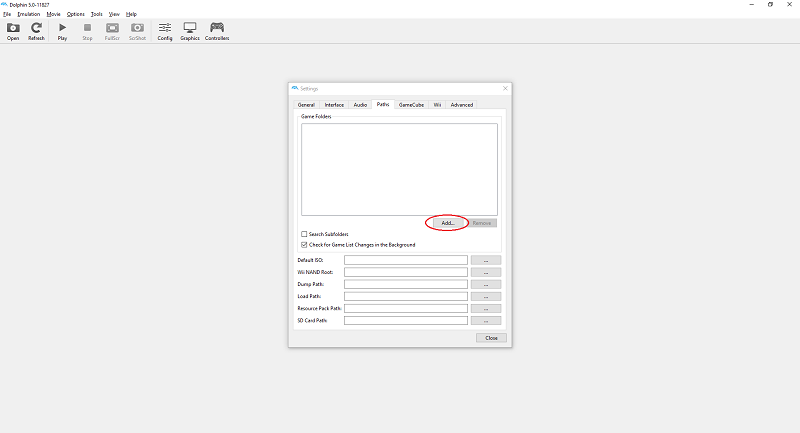 Dolphin 5.0-11827
File Emulation Movie Options Tools View Help
Open Refresh Play Stop FullScr ScrShot Config Graphics Controllers
Settings
General Interface Audio Paths GameCube Wii Advanced
Game Folders
Add... Remove
Search Subfolders
Check for Game List Changes in the Background
Default ISO: ...
Wii NAND Root: ...
Dump Path: ...
Load Path: ...
Resource Pack Path: ...
SD Card Path: ...
Close